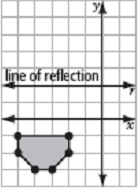 y
line of reflection
x